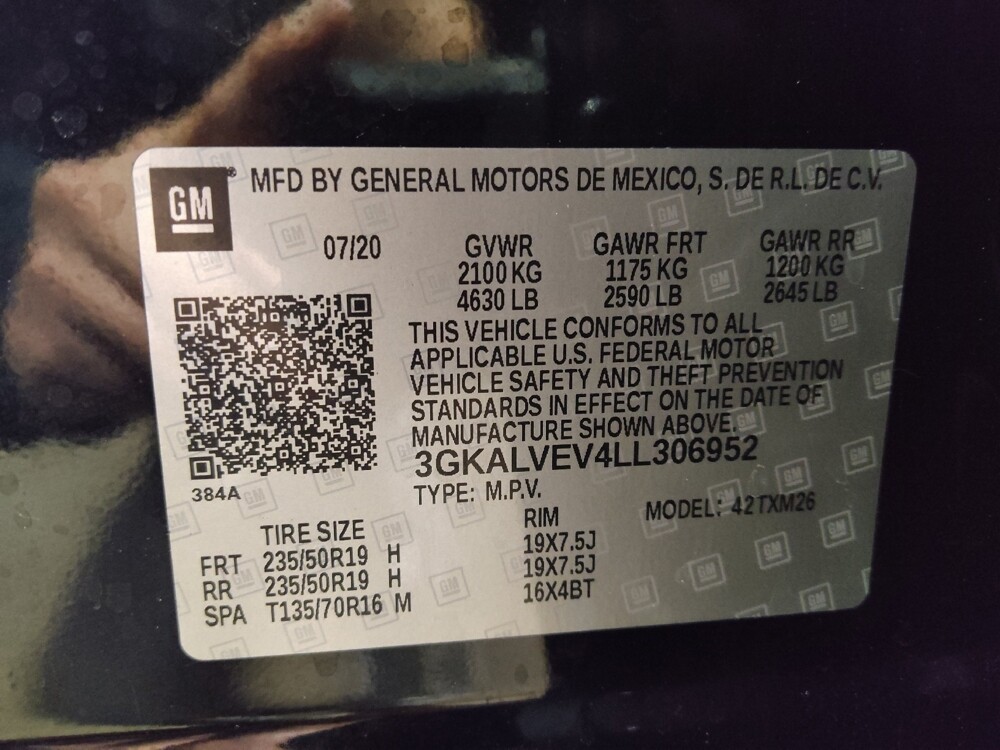 GM® MFD BY GENERAL MOTORS DE MEXICO, S. DE R.L. DE C.V.
07/20 GVWR GAWR FRT GAWR RR
2100 KG 1175 KG 1200 KG
4630 LB 2590 LB 2645 LB
THIS VEHICLE CONFORMS TO ALL
APPLICABLE U.S. FEDERAL MOTOR
VEHICLE SAFETY AND THEFT PREVENTION
STANDARDS IN EFFECT ON THE DATE OF
MANUFACTURE SHOWN ABOVE.
3GKALVEV4LL306952
384A
TYPE: M.P.V. MODEL: 42TXM26
TIRE SIZE RIM
FRT 235/50R19 H 19X7.5J
RR 235/50R19 H 19X7.5J
SPA T135/70R16 M 16X4BT